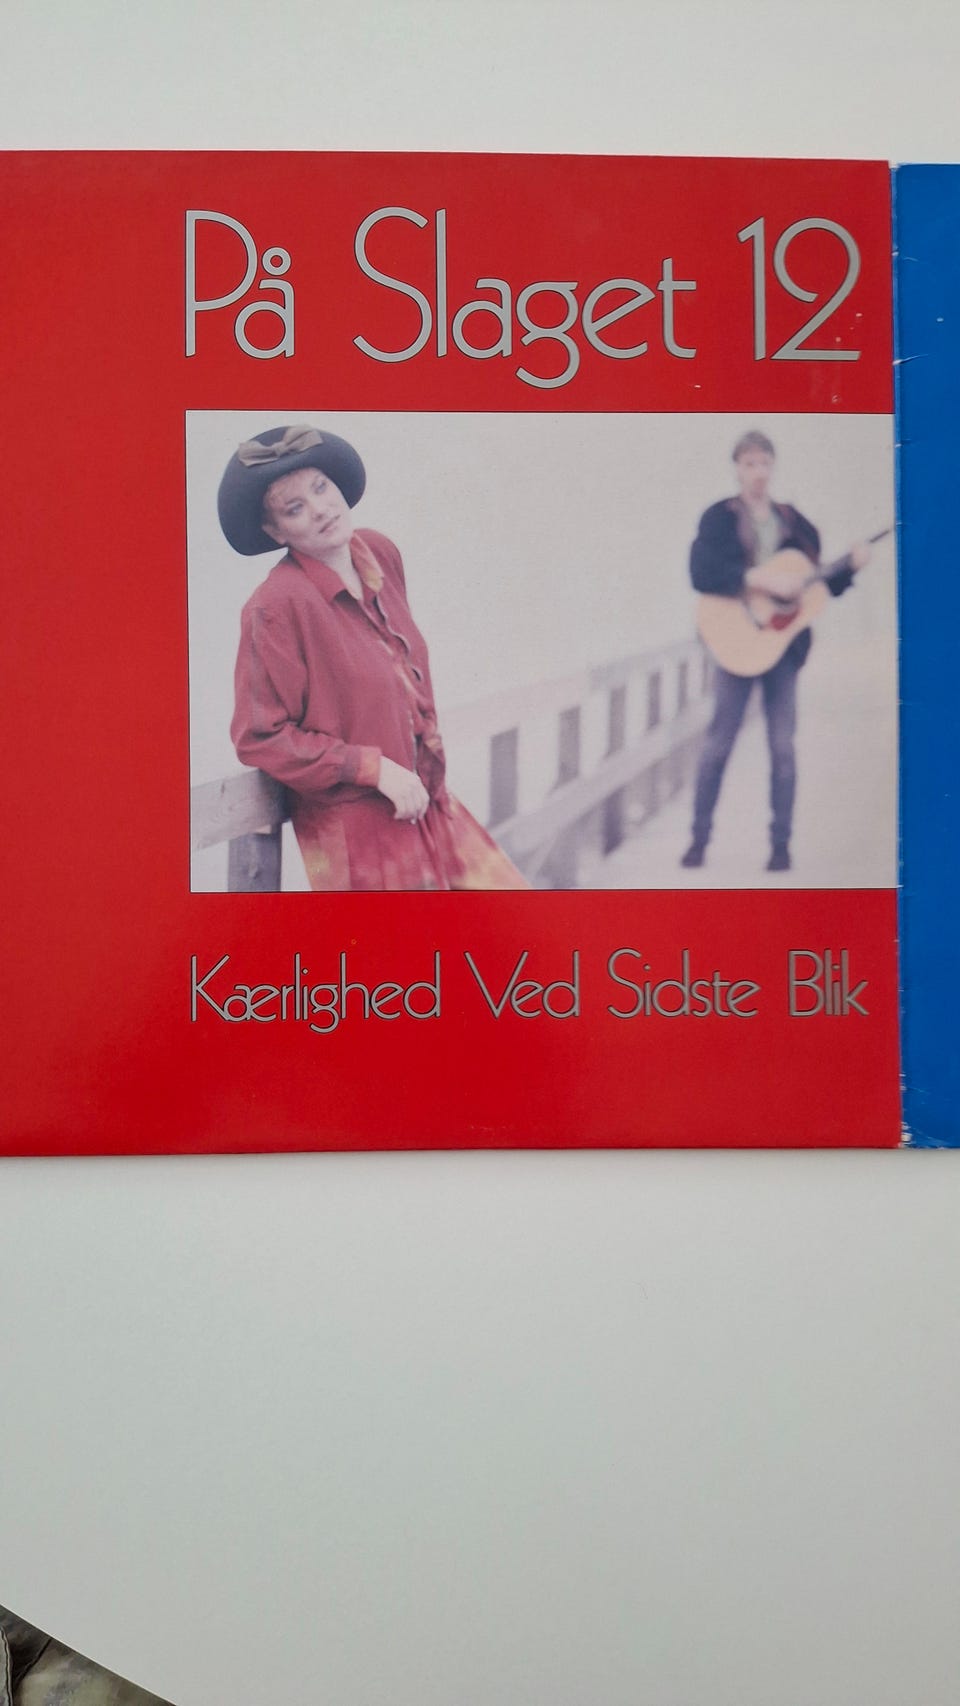 På Slaget 12
Kærlighed Ved Sidste Blik